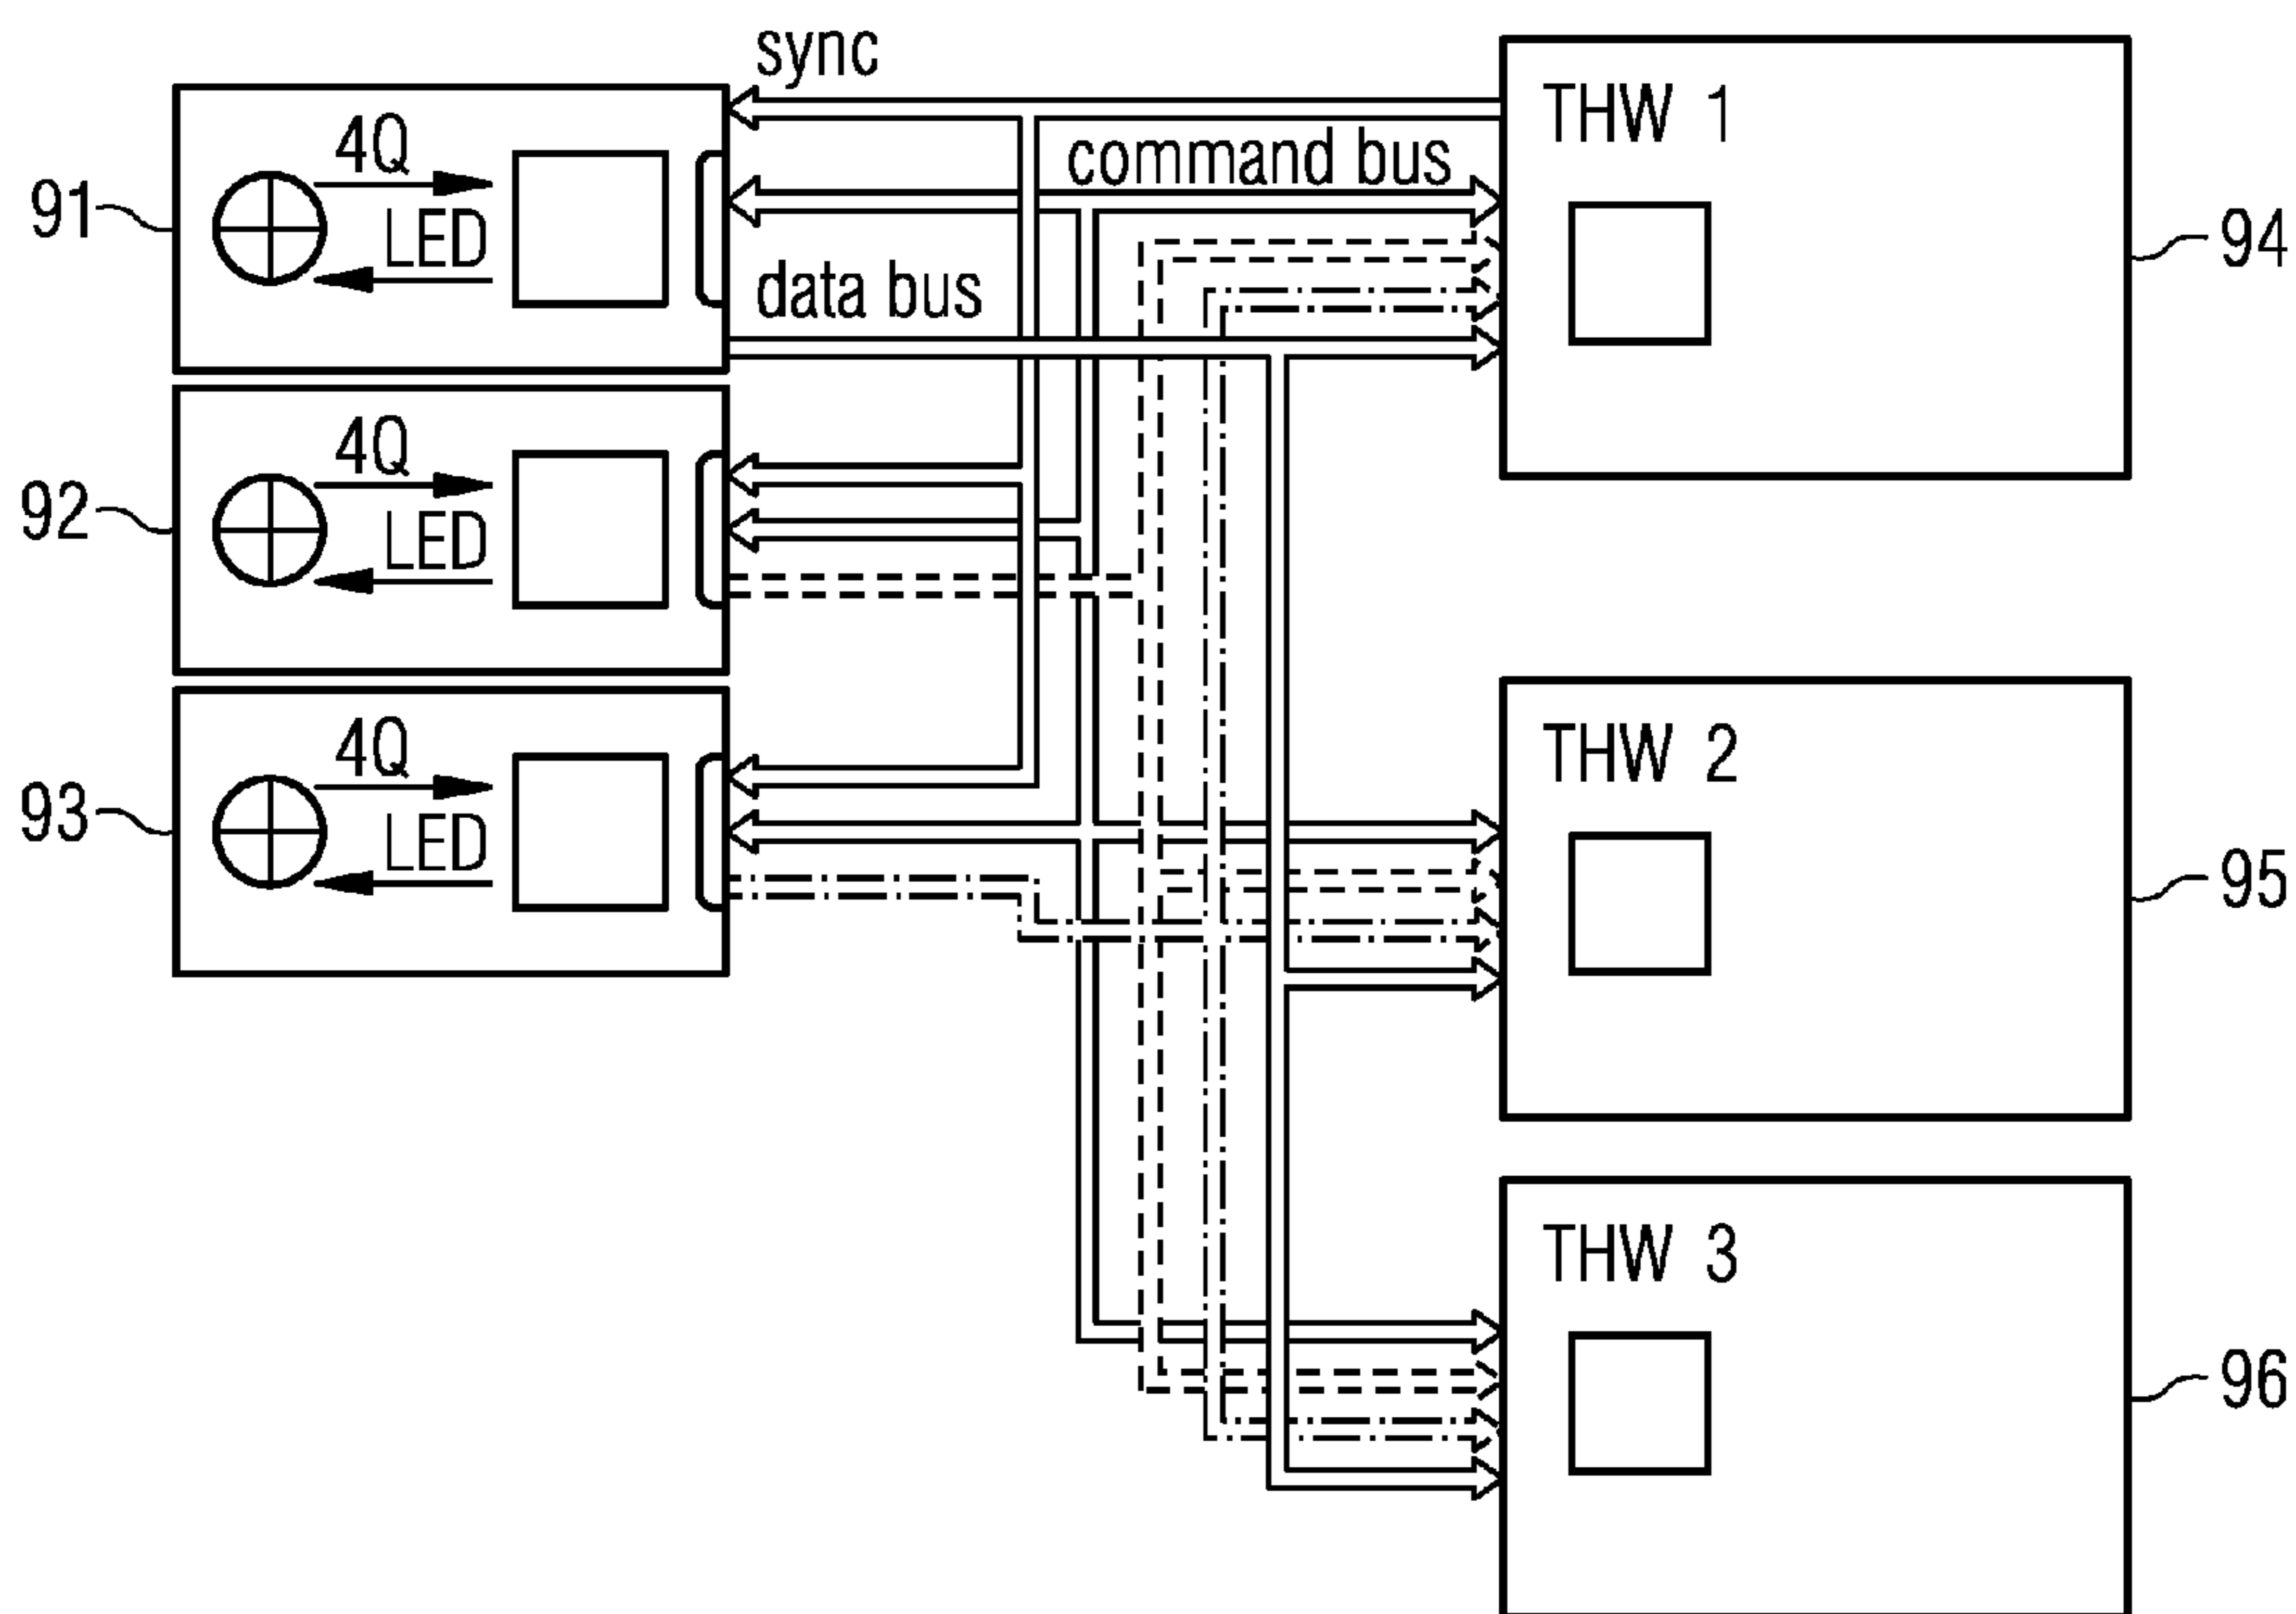 sync
THW 1
4Q
command bus
91
LED
94
data bus
4Q
92
LED
4Q
THW 2
93
LED
95
THW 3
96